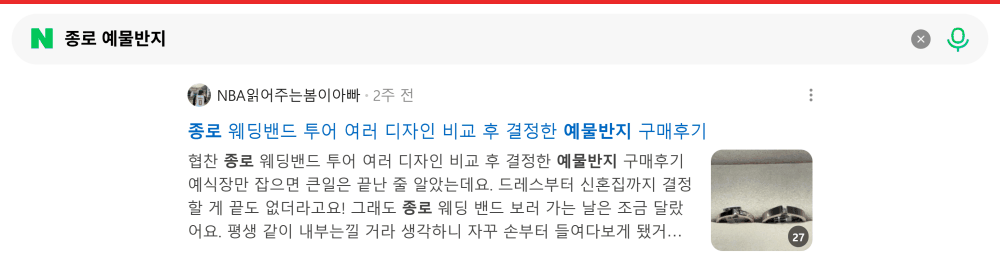 N 종로 예물반지
NBA읽어주는봄이아빠 · 2주 전
종로 웨딩밴드 투어 여러 디자인 비교 후 결정한 예물반지 구매후기
협찬 종로 웨딩밴드 투어 여러 디자인 비교 후 결정한 예물반지 구매후기
예식장만 잡으면 큰일은 끝난 줄 알았는데요. 드레스부터 신혼집까지 결정
할 게 끝도 없더라고요! 그래도 종로 웨딩 밴드 보러 가는 날은 조금 달랐
어요. 평생 같이 내부는낄 거라 생각하니 자꾸 손부터 들여다보게 됐거...
27